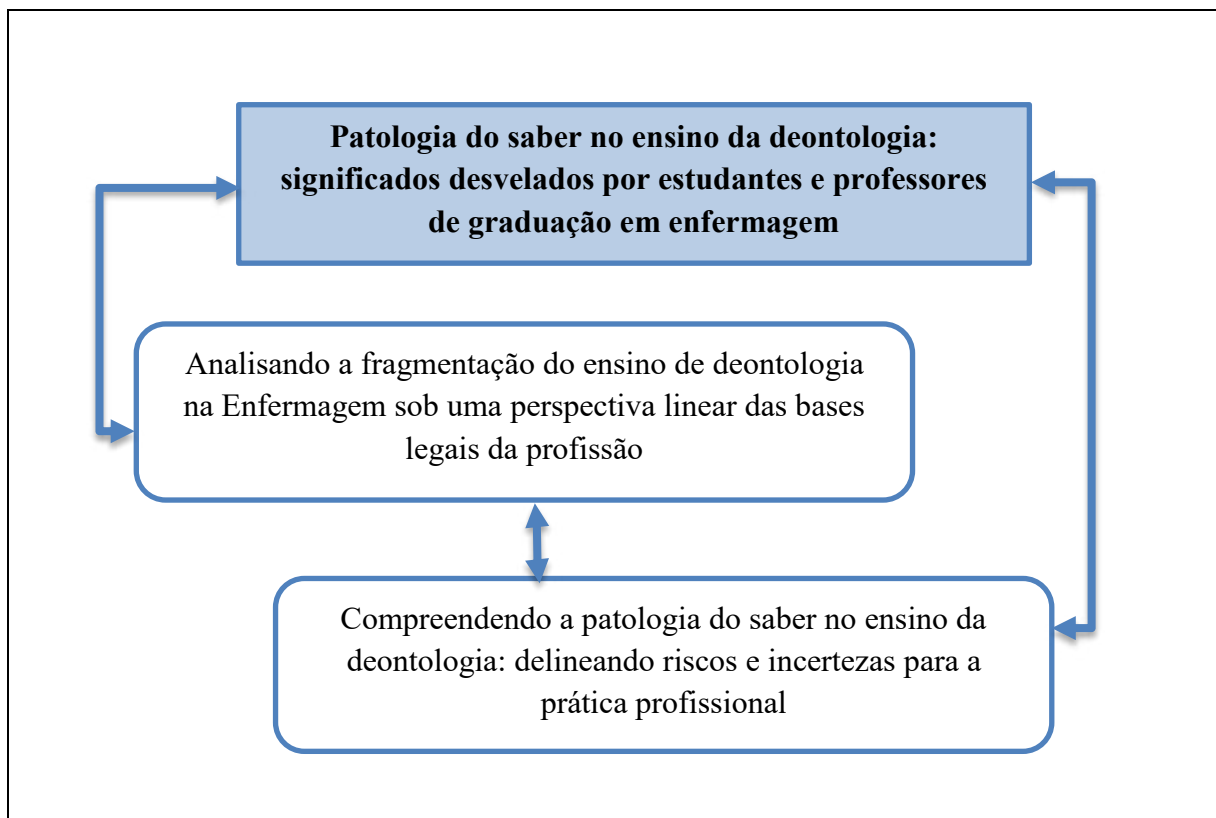 Patologia do saber no ensino da deontologia:
significados desvelados por estudantes e professores
de graduação em enfermagem
Analisando a fragmentação do ensino de deontologia
na Enfermagem sob uma perspectiva linear das bases
legais da profissão
Compreendendo a patologia do saber no ensino da
deontologia: delineando riscos e incertezas para a
prática profissional